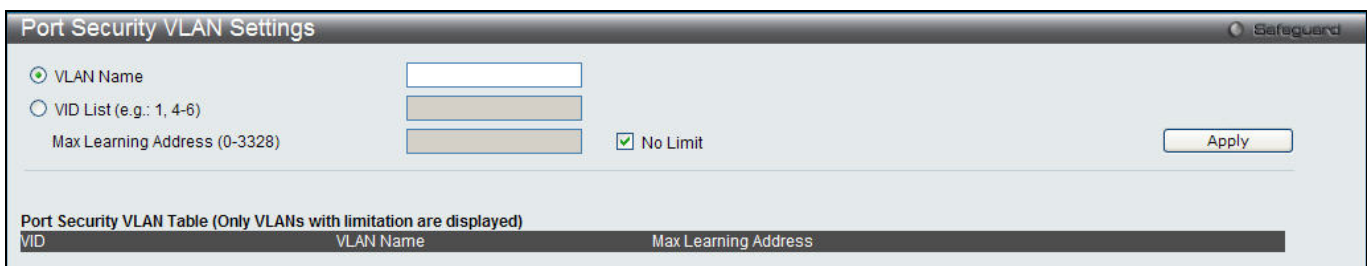 Port Security VLAN Settings
Safeguard
VLAN Name
VID List (e.g.: 1, 4-6)
Max Learning Address (0-3328)
No Limit
Apply
Port Security VLAN Table (Only VLANs with limitation are displayed)
VID VLAN Name Max Learning Address